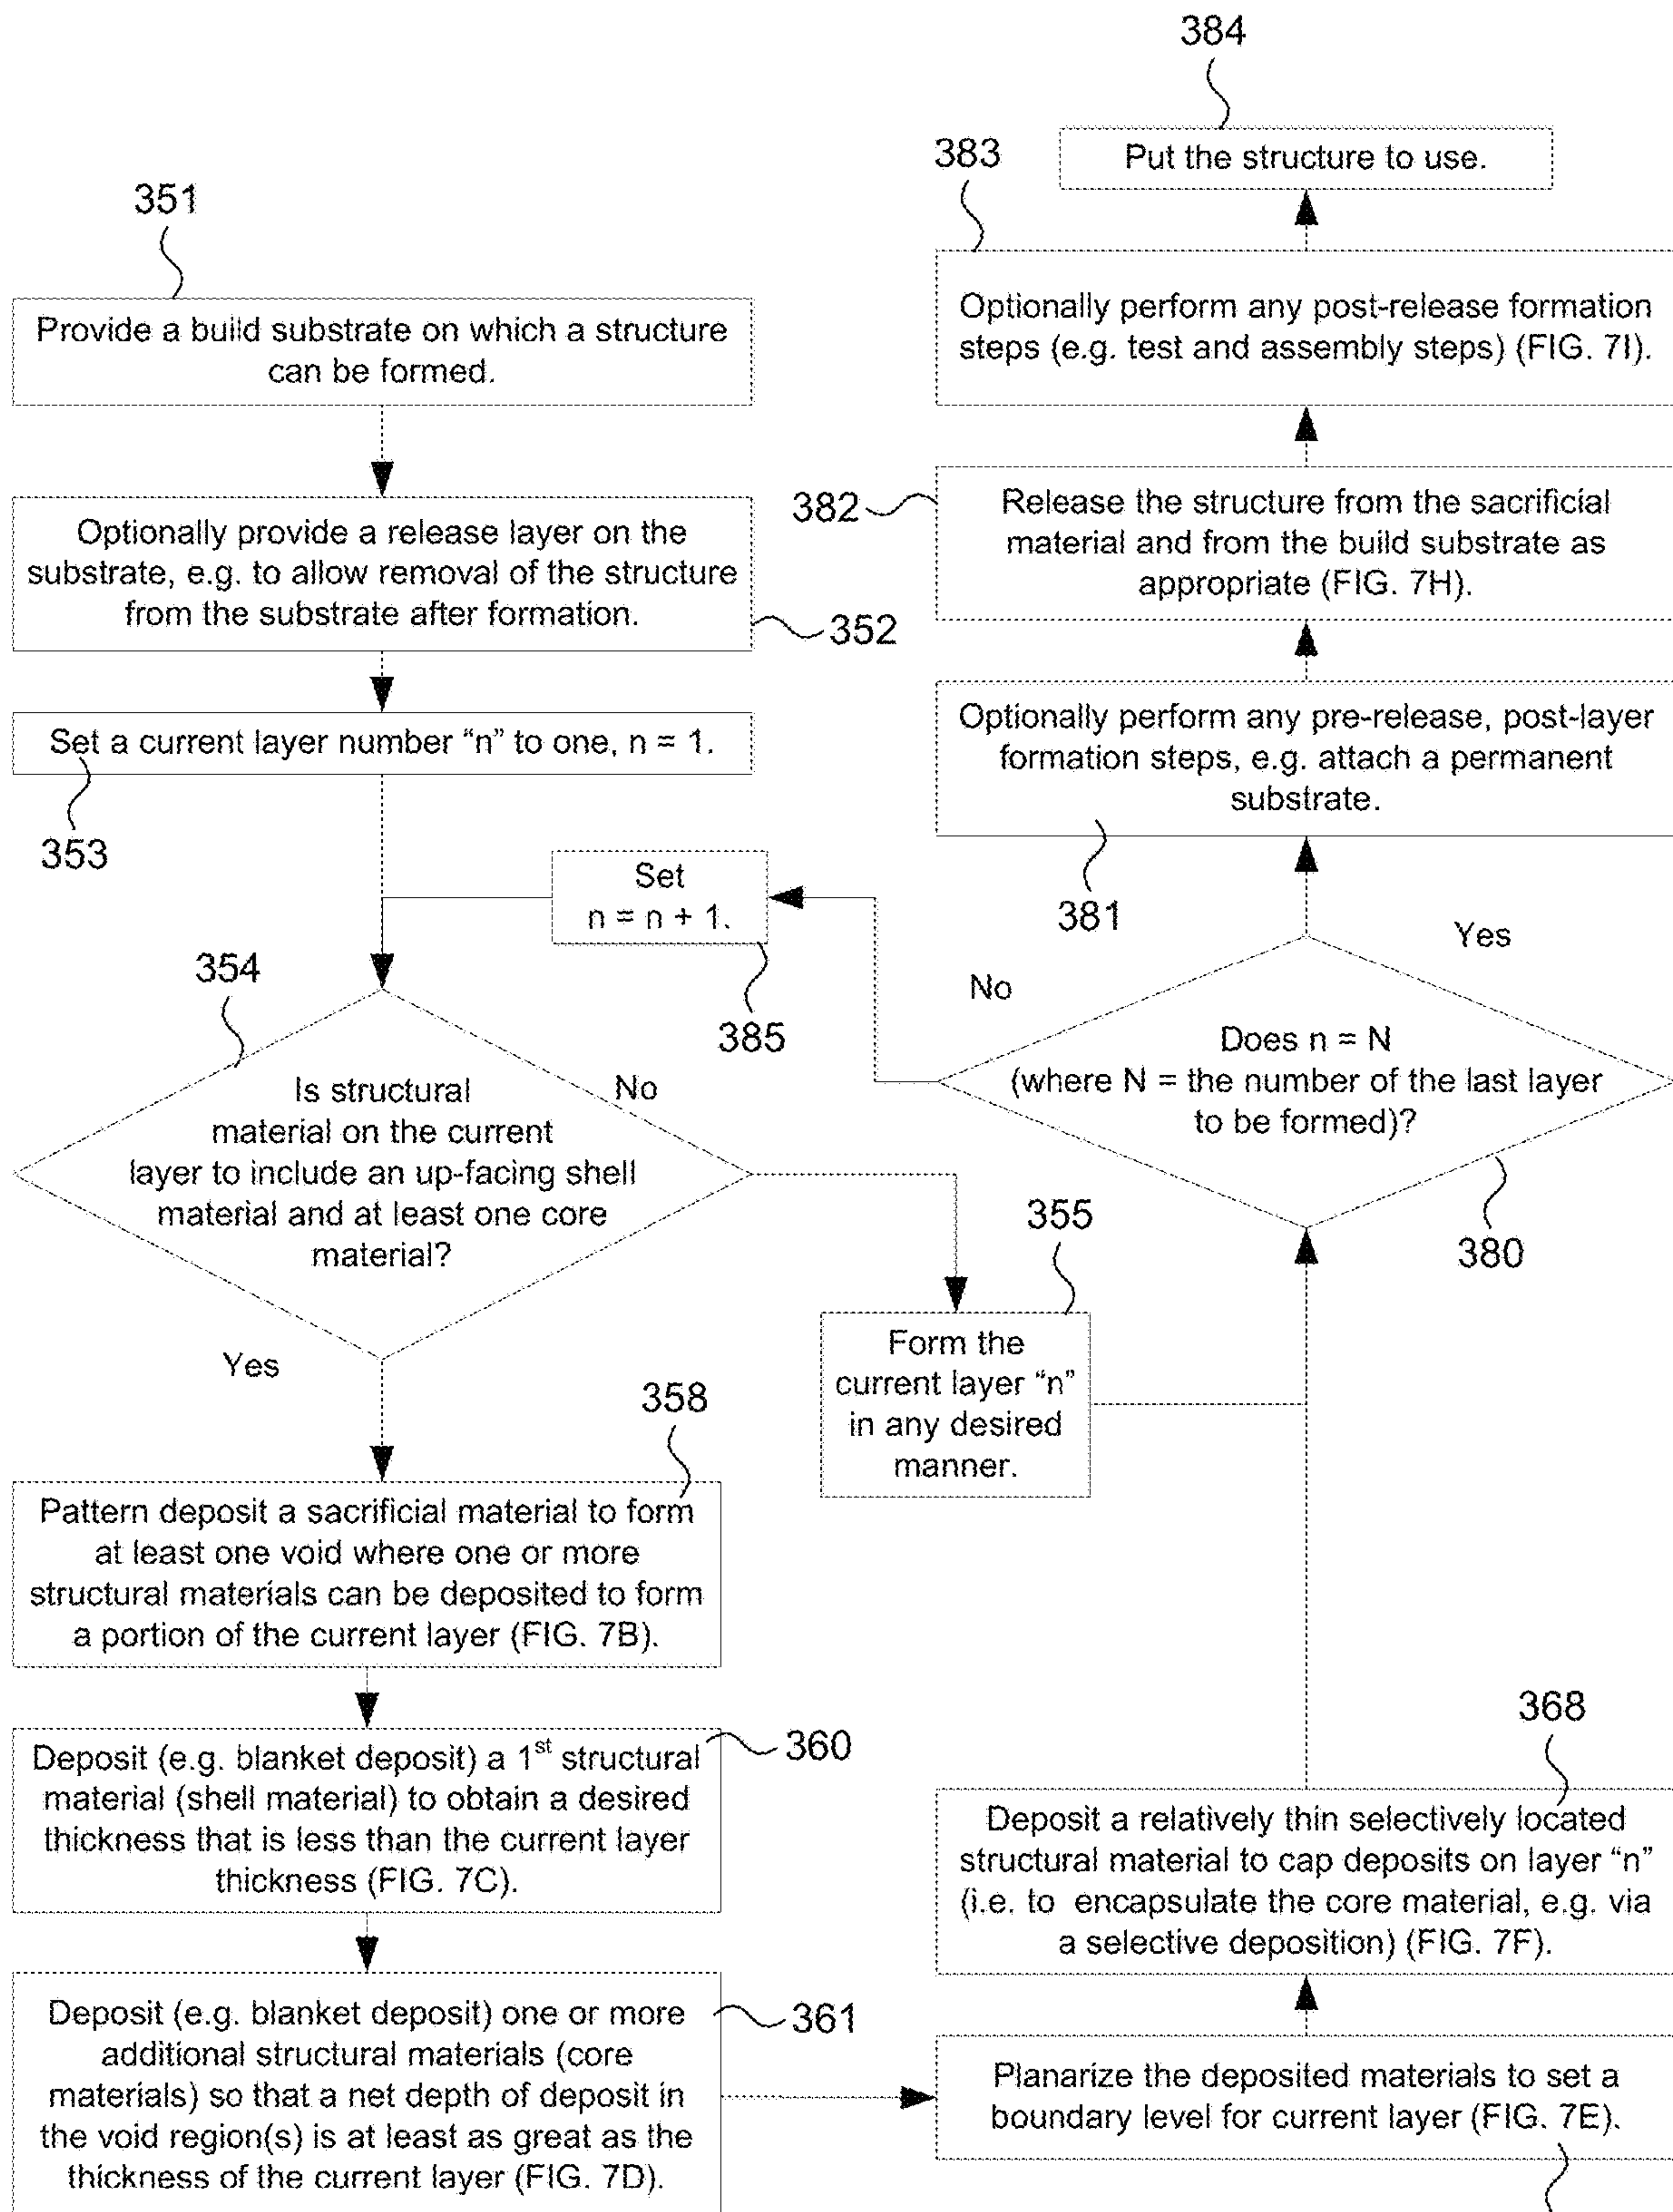 351
Provide a build substrate on which a structure
can be formed.
Optionally provide a release layer on the
substrate, e.g. to allow removal of the structure
from the substrate after formation.
352
Set a current layer number “n” to one, n = 1.
353
Set
n = n + 1.
385
354
Is structural
material on the current
layer to include an up-facing shell
material and at least one core
material?
No
Yes
355
Form the
current layer “n”
in any desired
manner.
358
Pattern deposit a sacrificial material to form
at least one void where one or more
structural materials can be deposited to form
a portion of the current layer (FIG. 7B).
Deposit (e.g. blanket deposit) a 1st structural
material (shell material) to obtain a desired
thickness that is less than the current layer
thickness (FIG. 7C).
360
Deposit (e.g. blanket deposit) one or more
additional structural materials (core
materials) so that a net depth of deposit in
the void region(s) is at least as great as the
thickness of the current layer (FIG. 7D).
361
Planarize the deposited materials to set a
boundary level for current layer (FIG. 7E).
368
Deposit a relatively thin selectively located
structural material to cap deposits on layer “n”
(i.e. to encapsulate the core material, e.g. via
a selective deposition) (FIG. 7F).
Does n = N
(where N = the number of the last layer
to be formed)?
380
No
Yes
Optionally perform any pre-release, post-layer
formation steps, e.g. attach a permanent
substrate.
381
382
Release the structure from the sacrificial
material and from the build substrate as
appropriate (FIG. 7H).
383
Optionally perform any post-release formation
steps (e.g. test and assembly steps) (FIG. 7I).
384
Put the structure to use.